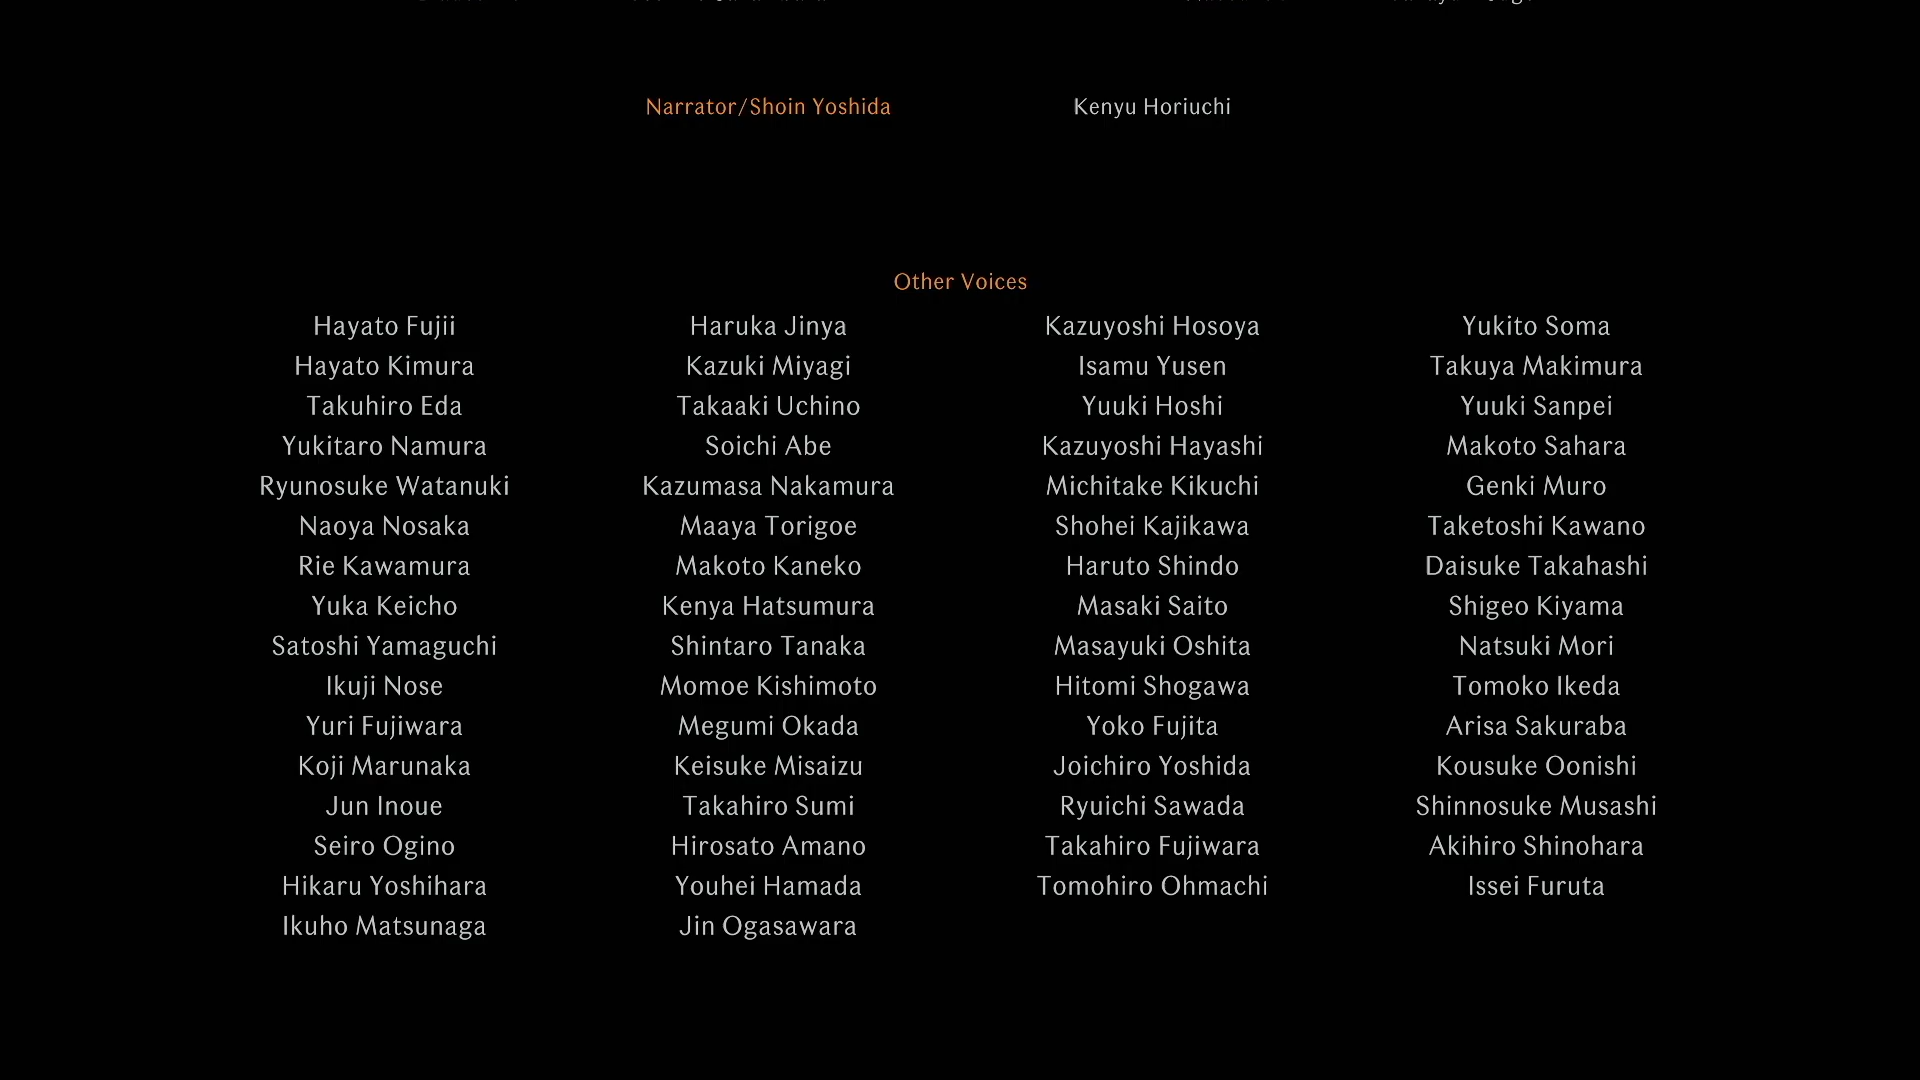 Narrator/Shoin Yoshida Kenyu Horiuchi
Other Voices
Hayato Fujii Haruka Jinya Kazuyoshi Hosoya Yukito Soma
Hayato Kimura Kazuki Miyagi Isamu Yusen Takuya Makimura
Takuhiro Eda Takaaki Uchino Yuuki Hoshi Yuuki Sanpei
Yukitaro Namura Soichi Abe Kazuyoshi Hayashi Makoto Sahara
Ryunosuke Watanuki Kazumasa Nakamura Michitake Kikuchi Genki Muro
Naoya Nosaka Maaya Torigoe Shohei Kajikawa Taketoshi Kawano
Rie Kawamura Makoto Kaneko Haruto Shindo Daisuke Takahashi
Yuka Keicho Kenya Hatsumura Masaki Saito Shigeo Kiyama
Satoshi Yamaguchi Shintaro Tanaka Masayuki Oshita Natsuki Mori
Ikuji Nose Momoe Kishimoto Hitomi Shogawa Tomoko Ikeda
Yuri Fujiwara Megumi Okada Yoko Fujita Arisa Sakuraba
Koji Marunaka Keisuke Misaizu Joichiro Yoshida Kousuke Oonishi
Jun Inoue Takahiro Sumi Ryuichi Sawada Shinnosuke Musashi
Seiro Ogino Hirosato Amano Takahiro Fujiwara Akihiro Shinohara
Hikaru Yoshihara Youhei Hamada Tomohiro Ohmachi Issei Furuta
Ikuho Matsunaga Jin Ogasawara